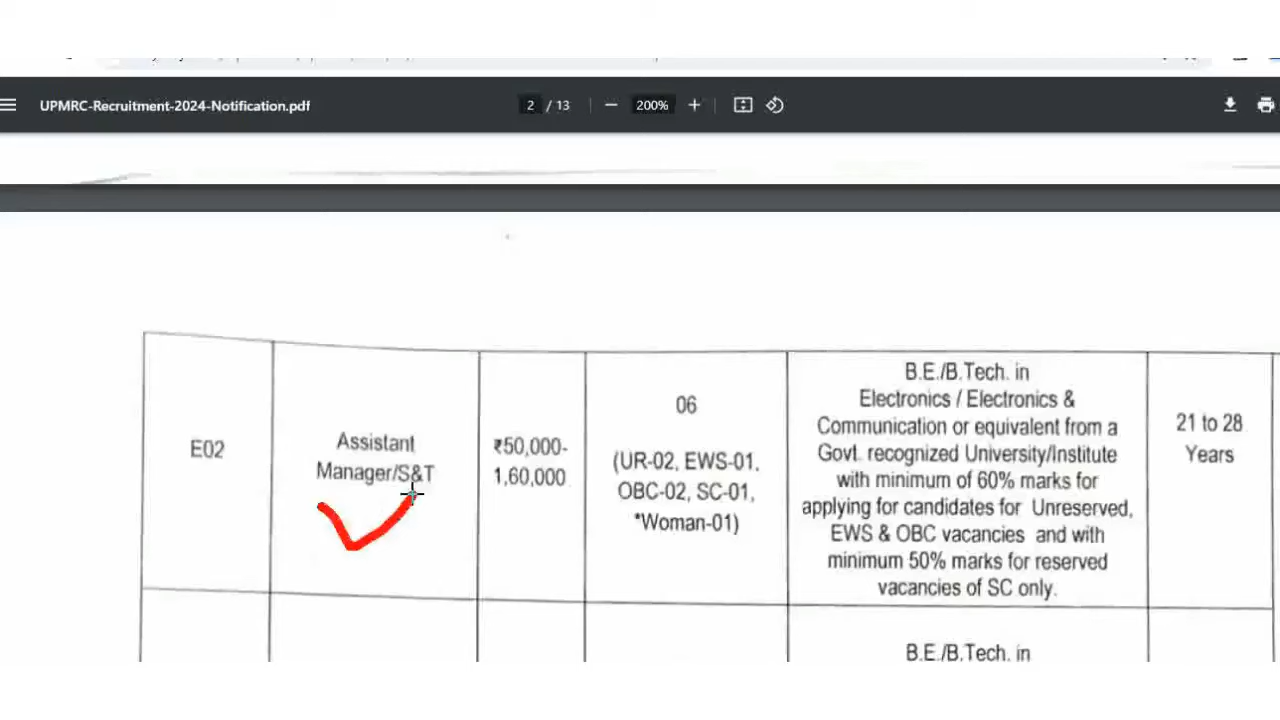 UPMRC-Recruitment-2024-Notification.pdf
2 / 13
200%
E02
Assistant
Manager/S&T
₹50,000-
1,60,000
06
(UR-02, EWS-01,
OBC-02, SC-01,
*Woman-01)
B.E./B.Tech. in
Electronics / Electronics &
Communication or equivalent from a
Govt. recognized University/Institute
with minimum of 60% marks for
applying for candidates for Unreserved,
EWS & OBC vacancies and with
minimum 50% marks for reserved
vacancies of SC only.
21 to 28
Years
B.E./B.Tech. in